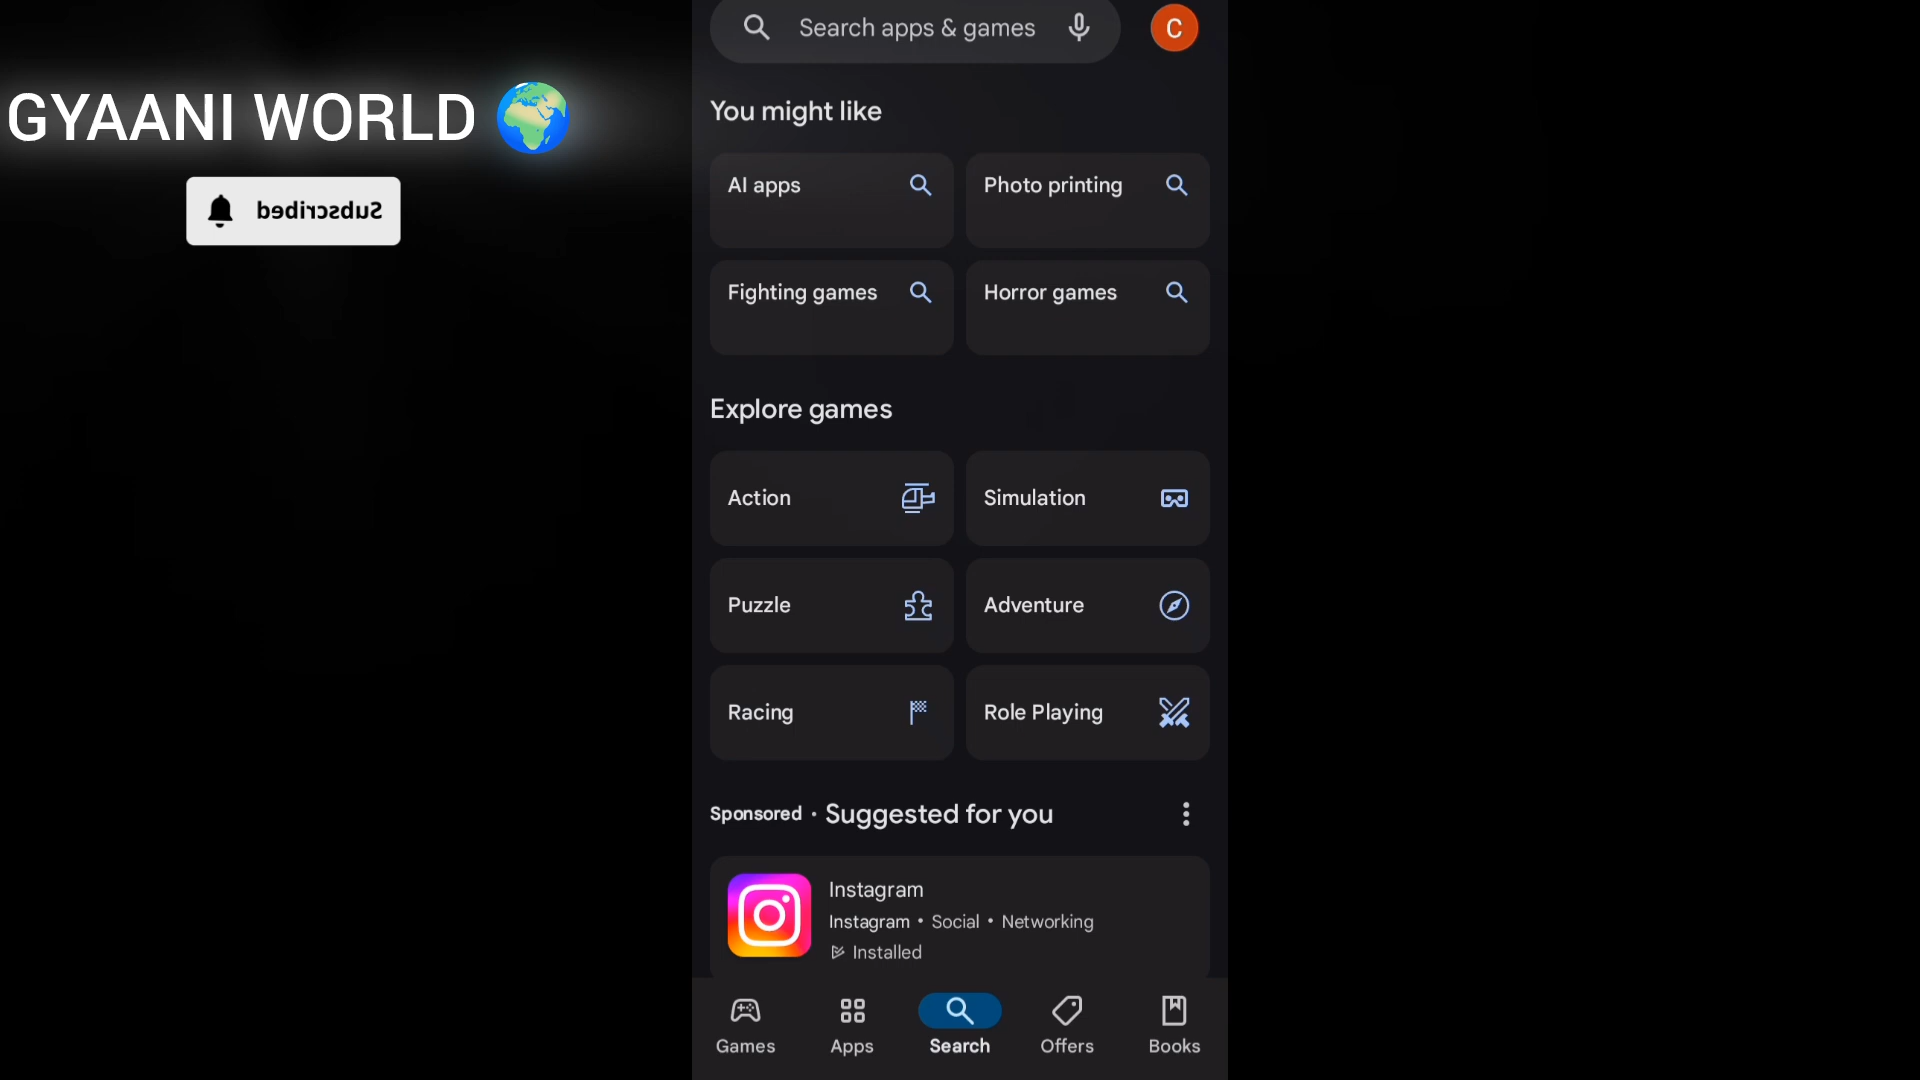 GYAANI WORLD
Subscribed
Search apps & games
C
You might like
AI apps
Photo printing
Fighting games
Horror games
Explore games
Action
Simulation
Puzzle
Adventure
Racing
Role Playing
Sponsored • Suggested for you
Instagram
Instagram • Social • Networking
Installed
Games
Apps
Search
Offers
Books